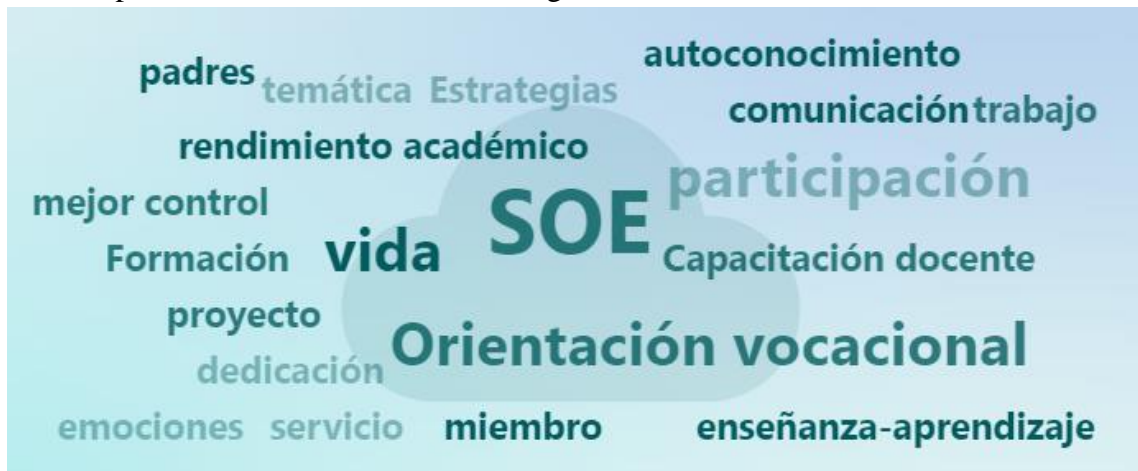 autoconocimiento
padres temática Estrategias
comunicación trabajo
rendimiento académico
participación
mejor control
SOE
Formación vida Capacitación docente
proyecto
Orientación vocacional
dedicación
emociones servicio miembro enseñanza-aprendizaje